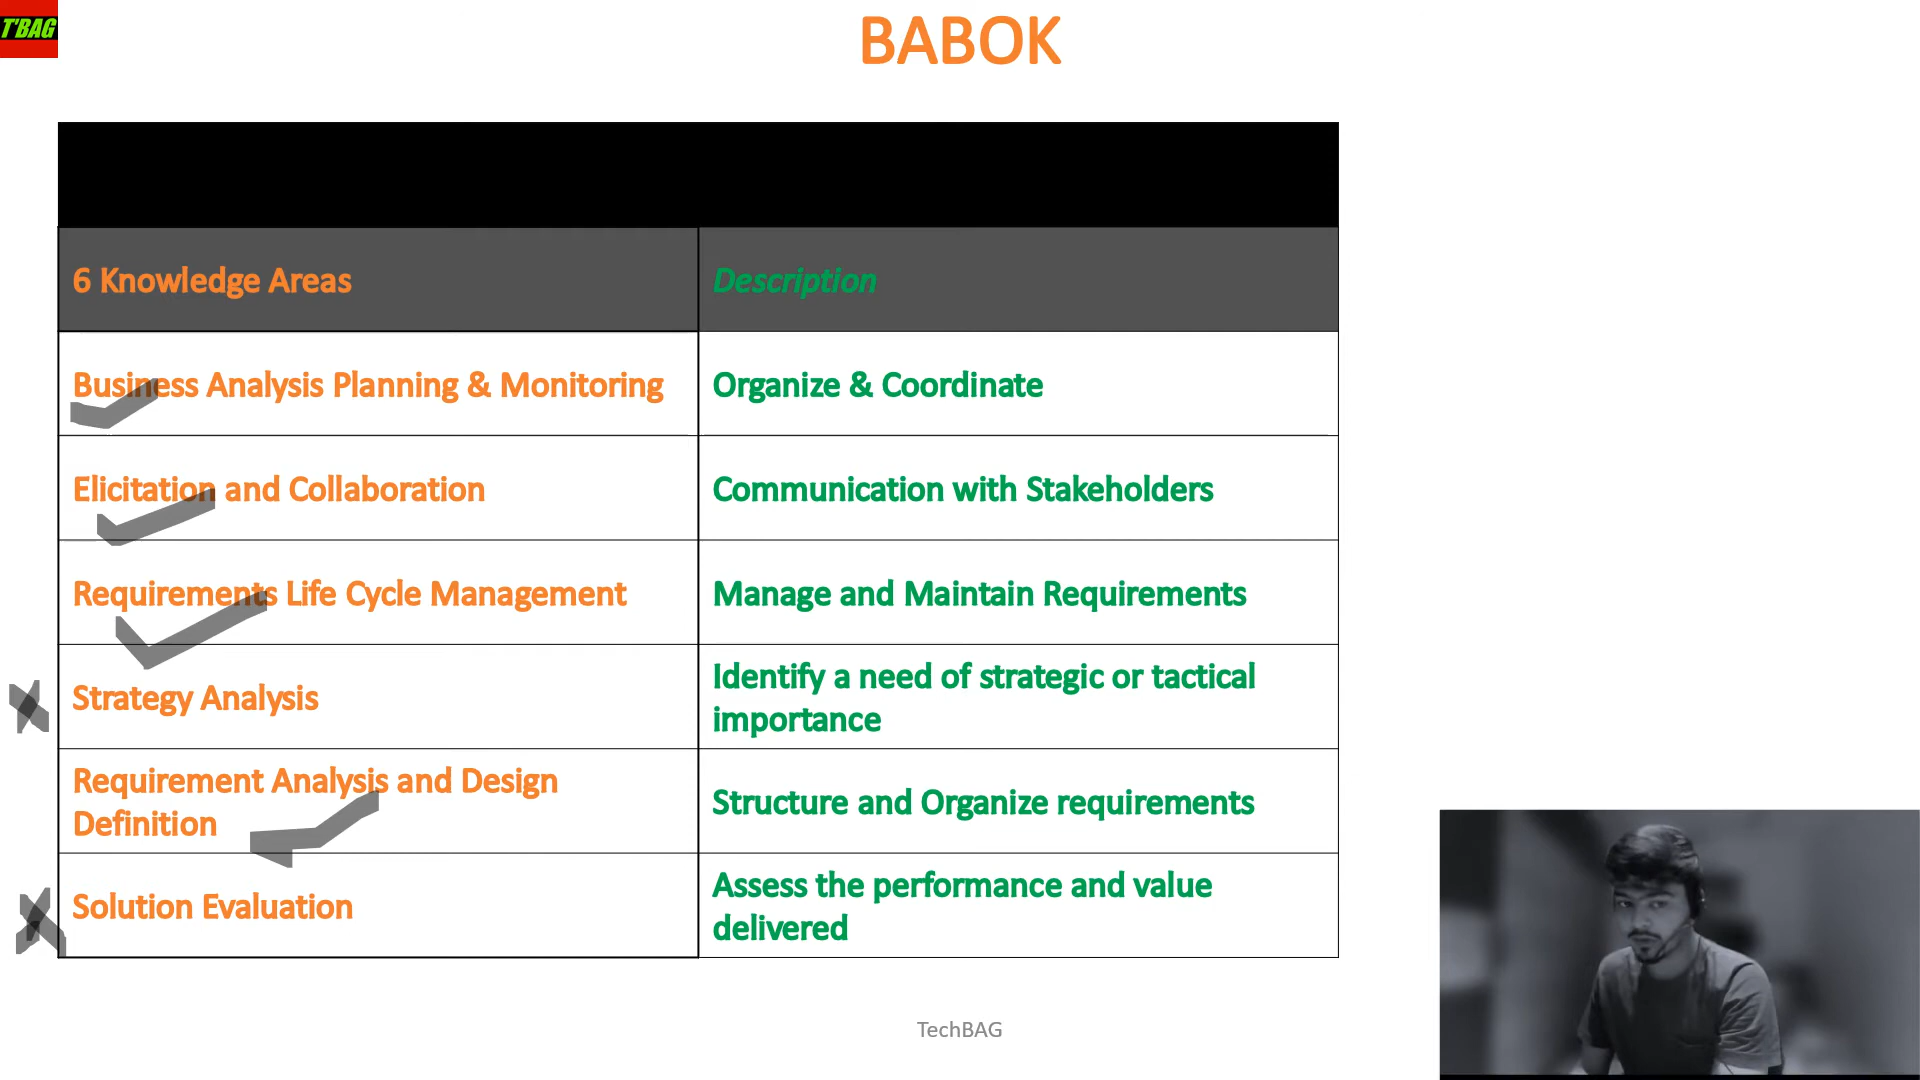 T'BAG
BABOK
6 Knowledge Areas
Description
Business Analysis Planning & Monitoring
Organize & Coordinate
Elicitation and Collaboration
Communication with Stakeholders
Requirements Life Cycle Management
Manage and Maintain Requirements
Strategy Analysis
Identify a need of strategic or tactical
importance
Requirement Analysis and Design
Definition
Structure and Organize requirements
Solution Evaluation
Assess the performance and value
delivered
TechBAG